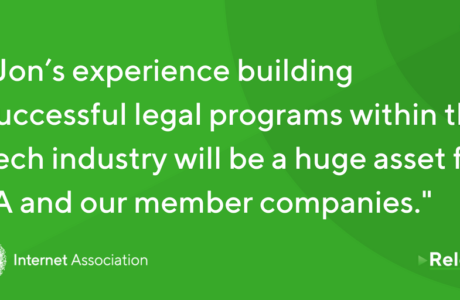 Jon’s experience building
uccessful legal programs within th
ech industry will be a huge asset f
A and our member companies."
Internet Association
Rele